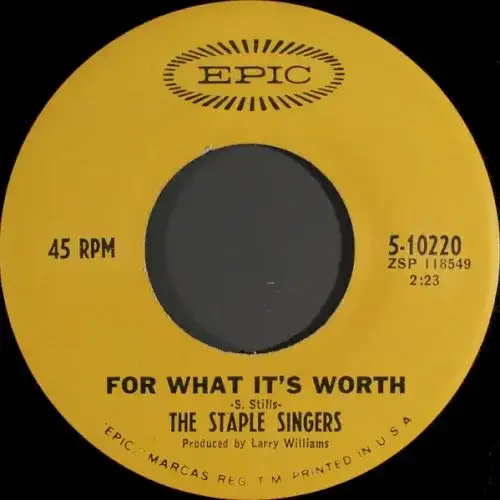 EPIC
45 RPM
5-10220
ZSP 118549
2:23
FOR WHAT IT'S WORTH
-S. Stills-
THE STAPLE SINGERS
Produced by Larry Williams
"EPIC," MARCAS REG. T M PRINTED IN U S A